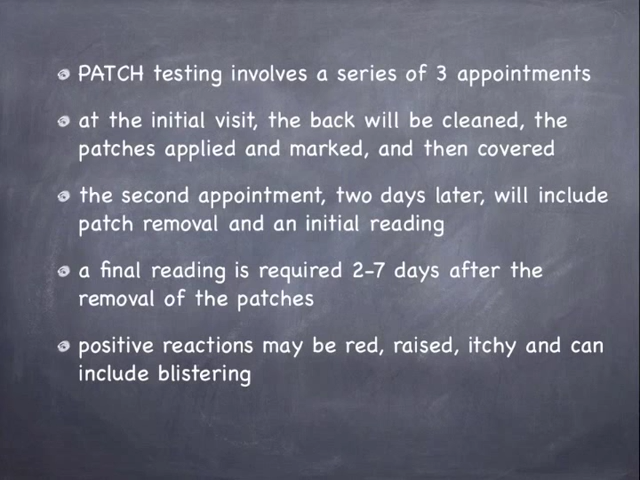 PATCH testing involves a series of 3 appointments
at the initial visit, the back will be cleaned, the
patches applied and marked, and then covered
the second appointment, two days later, will include
patch removal and an initial reading
a final reading is required 2-7 days after the
removal of the patches
positive reactions may be red, raised, itchy and can
include blistering